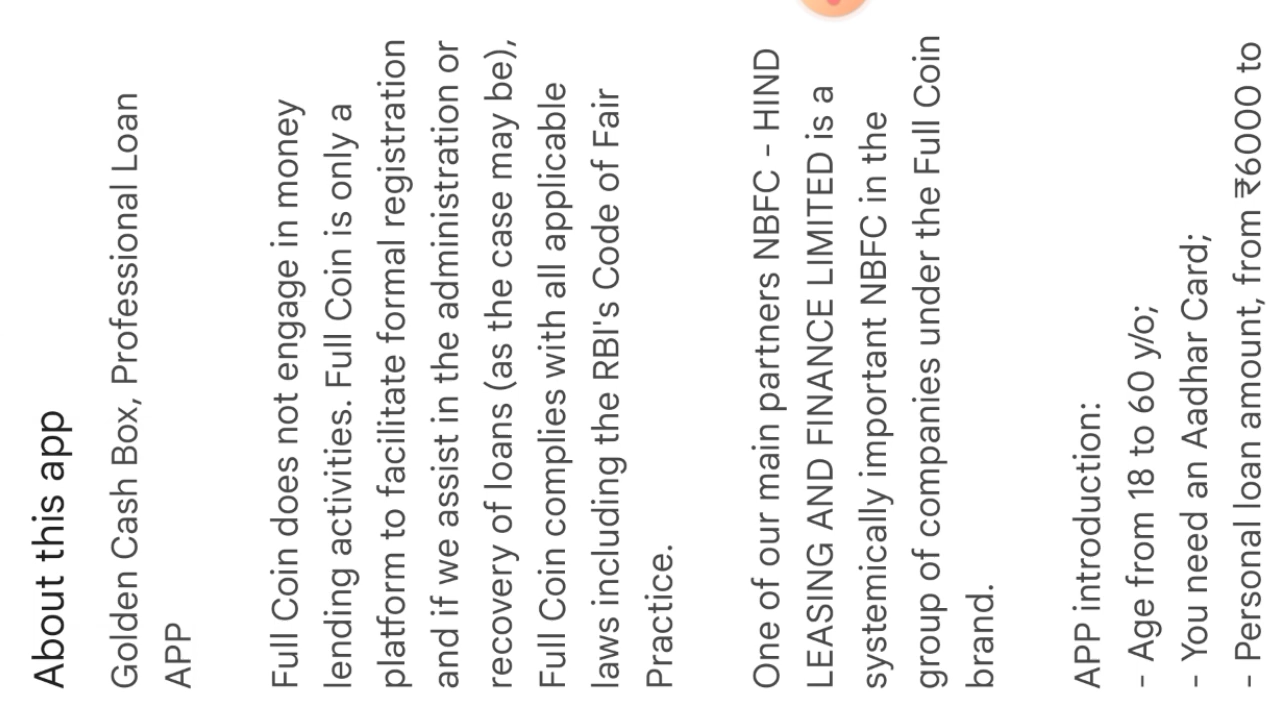 About this app
Golden Cash Box, Professional Loan
APP
Full Coin does not engage in money
lending activities. Full Coin is only a
platform to facilitate formal registration
and if we assist in the administration or
recovery of loans (as the case may be),
Full Coin complies with all applicable
laws including the RBI's Code of Fair
Practice.
One of our main partners NBFC - HIND
LEASING AND FINANCE LIMITED is a
systemically important NBFC in the
group of companies under the Full Coin
brand.
APP introduction:
- Age from 18 to 60 y/o;
- You need an Aadhar Card;
- Personal loan amount, from ₹6000 to